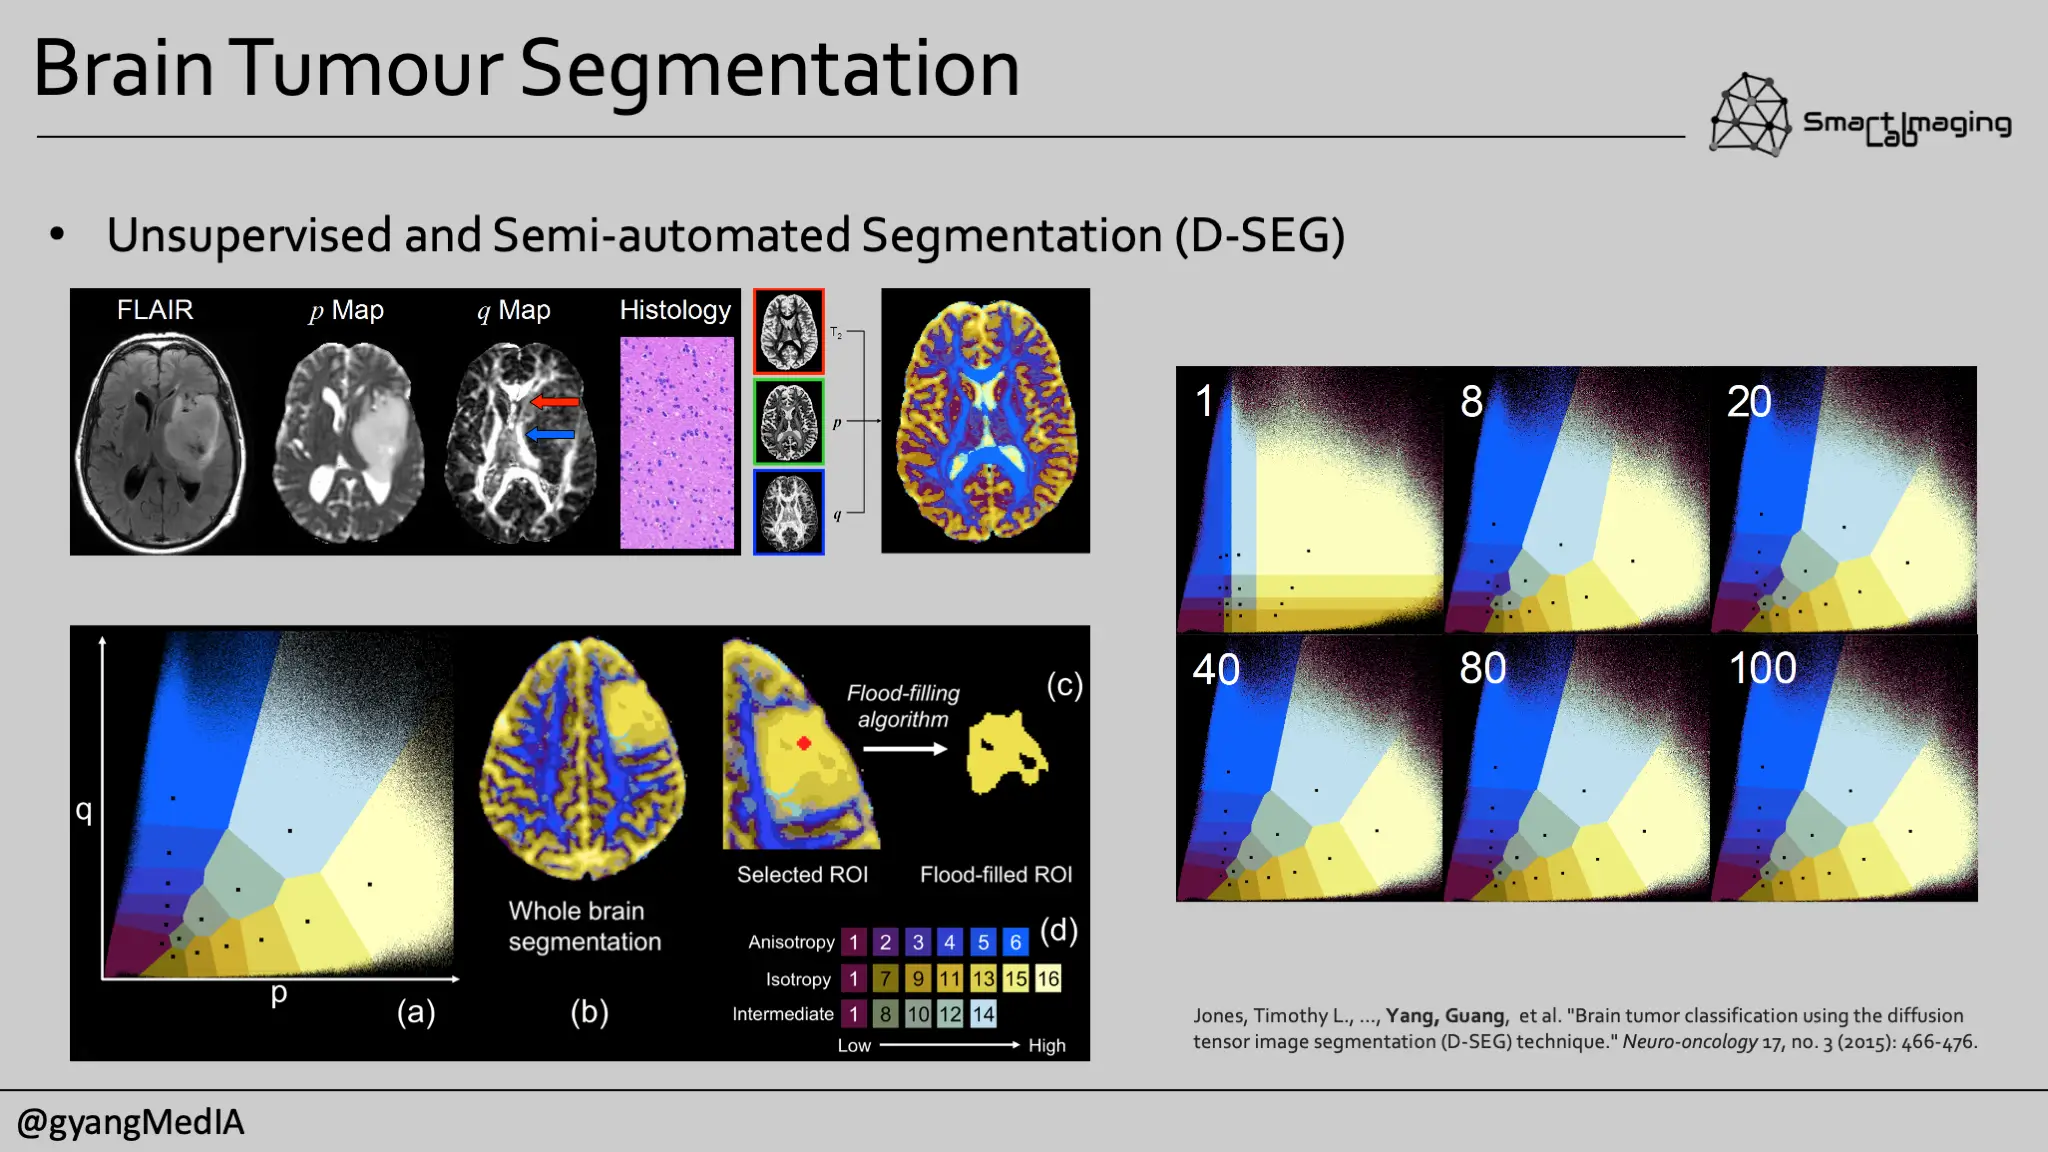 Brain Tumour Segmentation
Smart Imaging
Lab
• Unsupervised and Semi-automated Segmentation (D-SEG)
FLAIR
p Map
q Map
Histology
T2
p
q
1
8
20
40
80
100
q
p
(a)
Whole brain
segmentation
(b)
Flood-filling
algorithm
(c)
Selected ROI
Flood-filled ROI
(d)
Anisotropy 1 2 3 4 5 6
Isotropy 1 7 9 11 13 15 16
Intermediate 1 8 10 12 14
Low High
Jones, Timothy L., ..., Yang, Guang, et al. "Brain tumor classification using the diffusion
tensor image segmentation (D-SEG) technique." Neuro-oncology 17, no. 3 (2015): 466-476.
@gyangMedIA